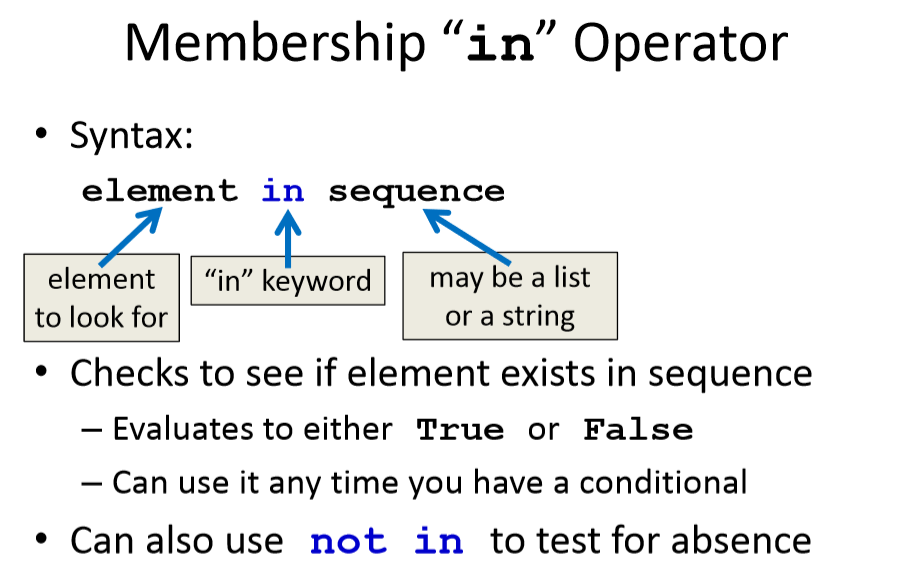 Membership “in” Operator
• Syntax:
element in sequence
element
to look for
“in” keyword
may be a list
or a string
• Checks to see if element exists in sequence
– Evaluates to either True or False
– Can use it any time you have a conditional
• Can also use not in to test for absence